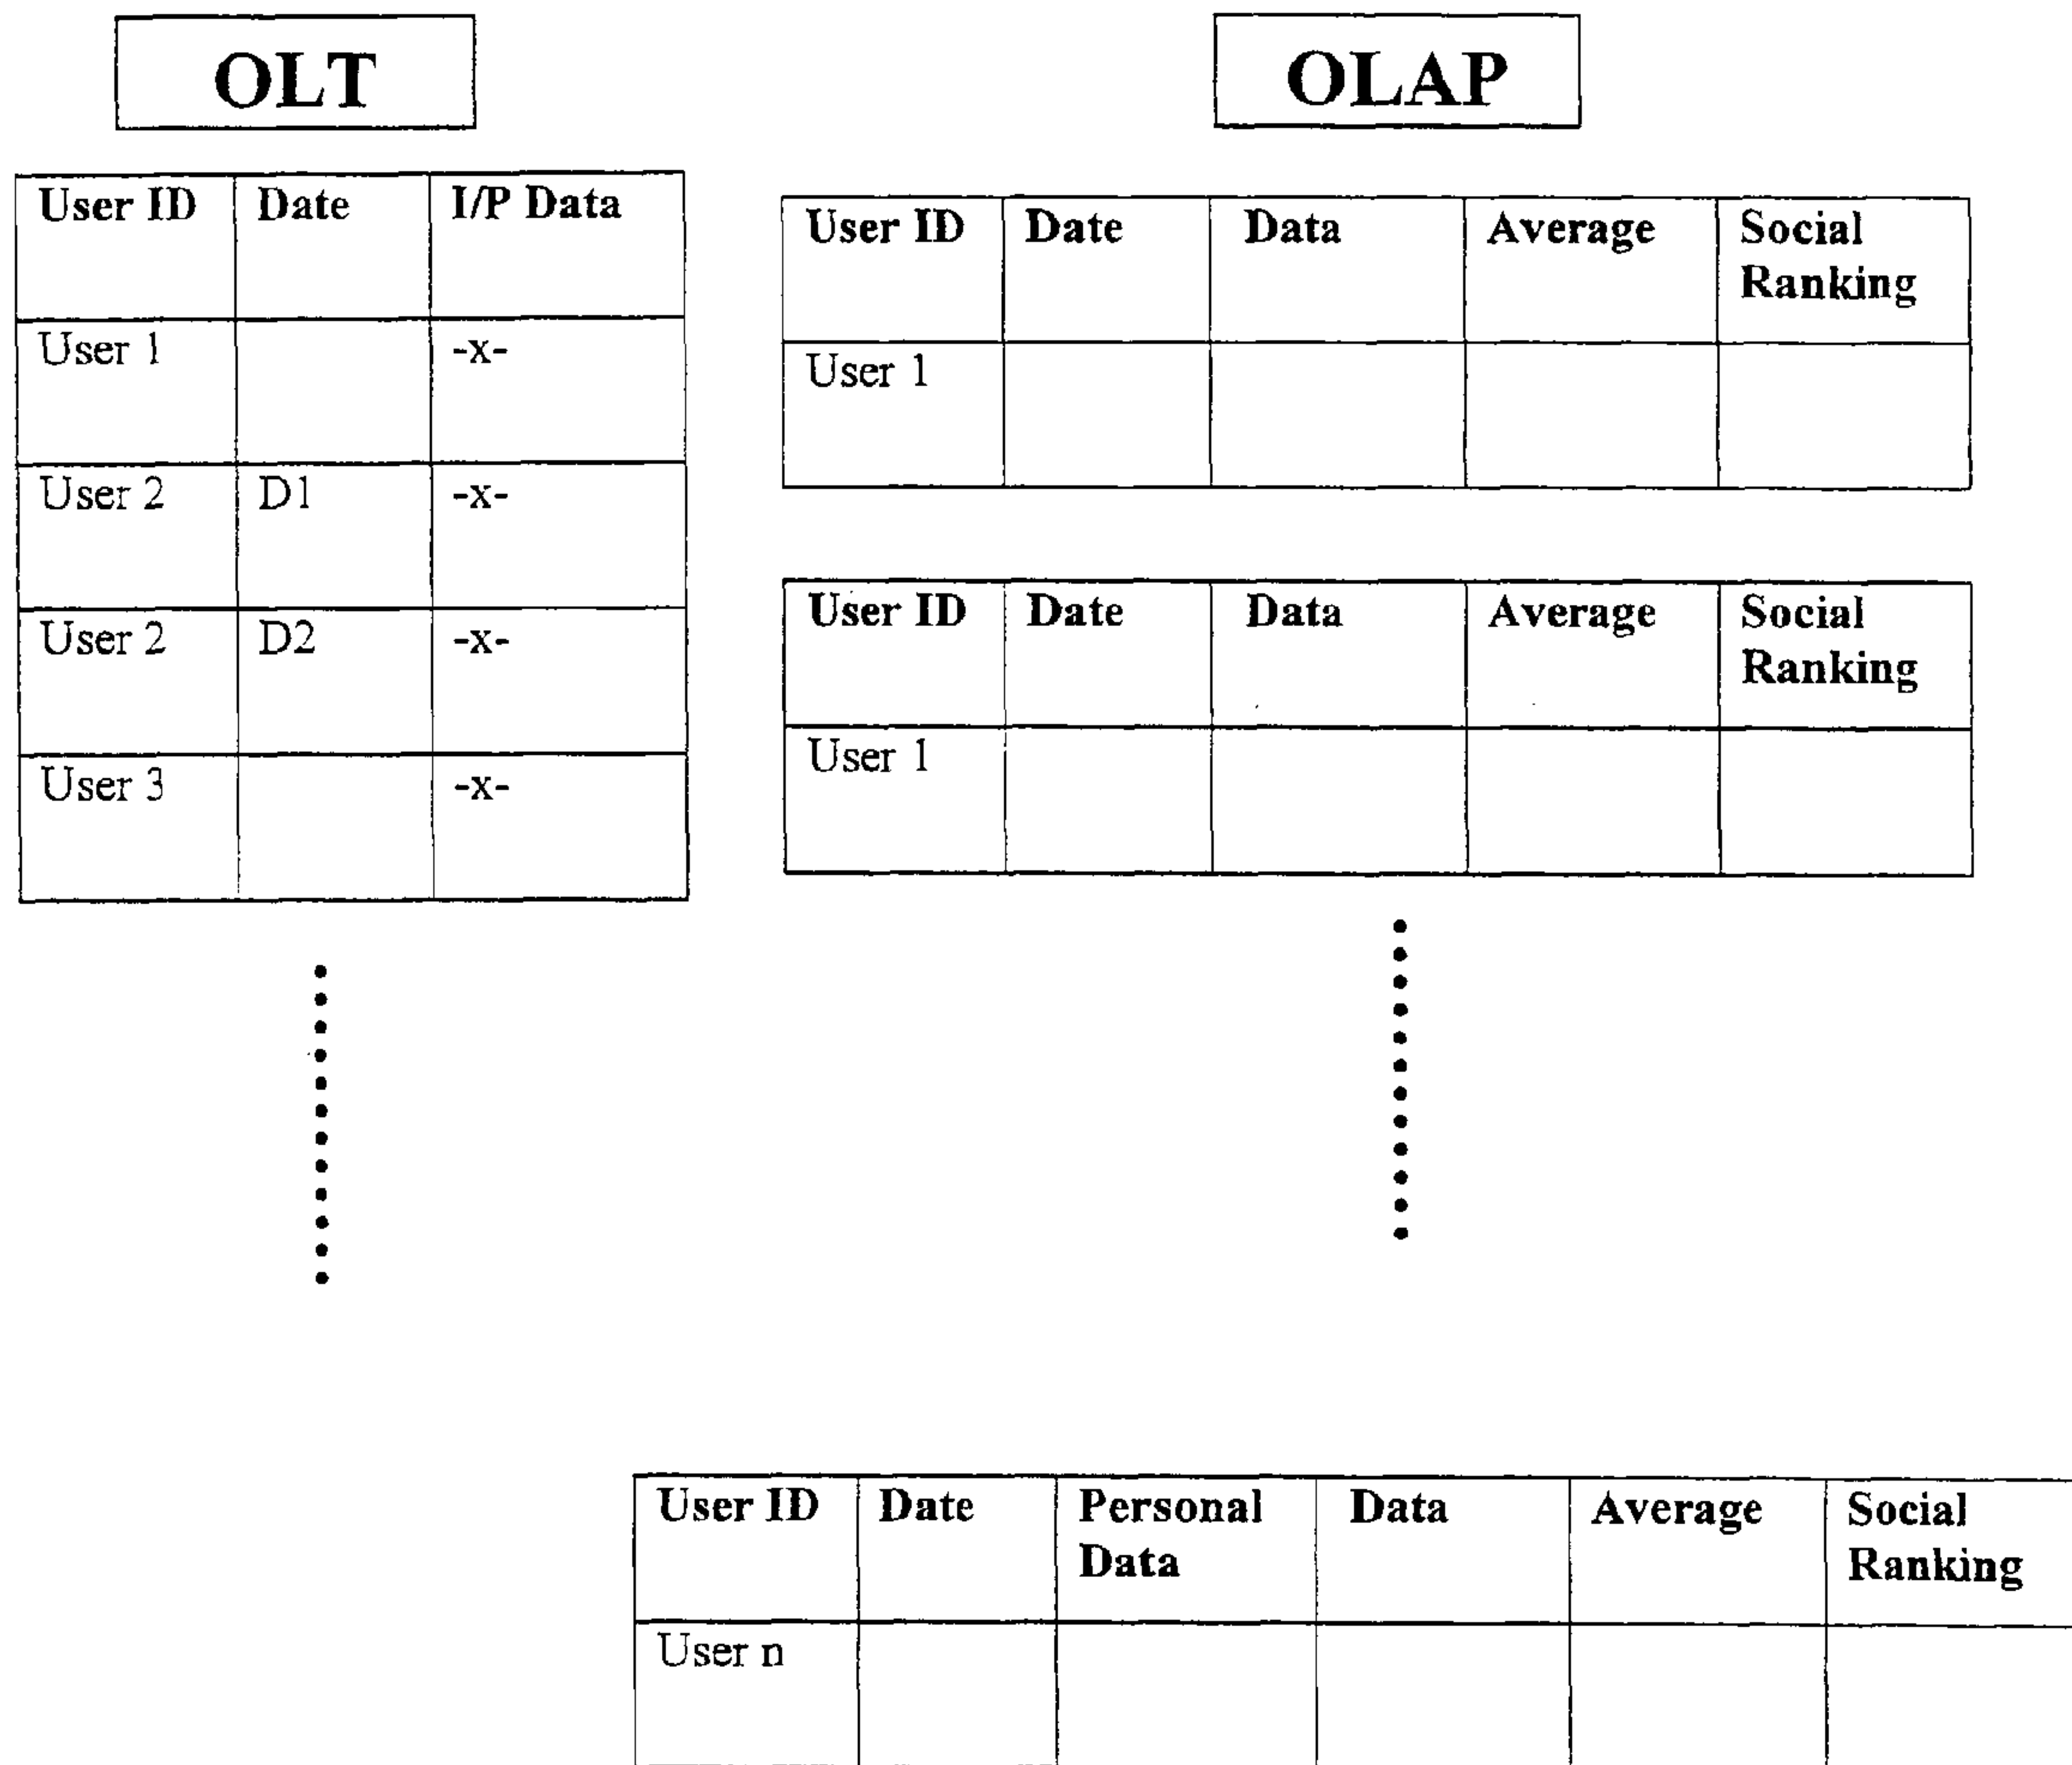 OLT
OLAP
User ID Date I/P Data
User 1 -x-
User 2 D1 -x-
User 2 D2 -x-
User 3 -x-
User ID Date Data Average Social
Ranking
User 1
User ID Date Data Average Social
Ranking
User 1
User ID Date Personal Data Average Social
Data Ranking
User n